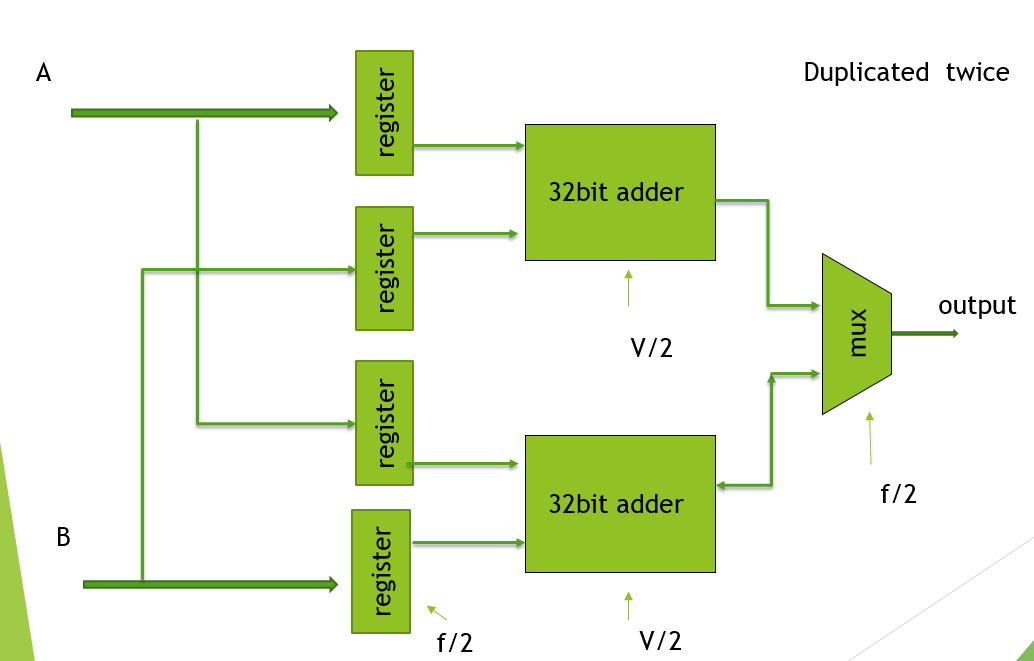 A
Duplicated twice
register
32bit adder
register
output
mux
V/2
register
f/2
32bit adder
B
register
f/2
V/2